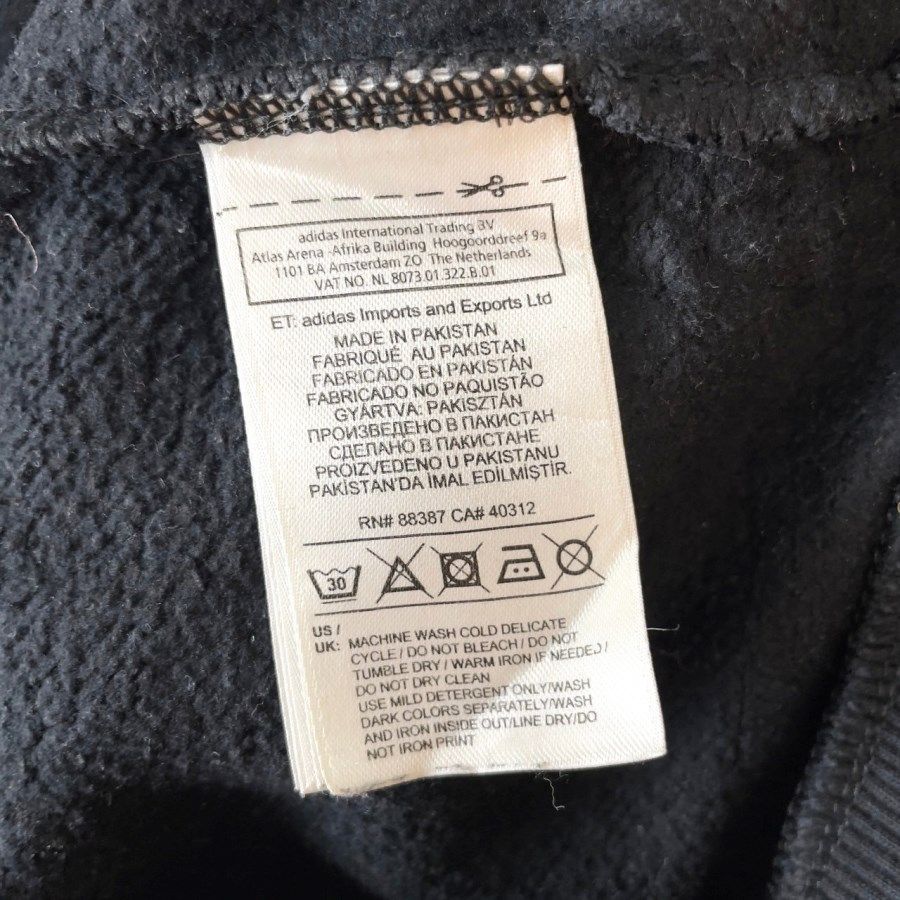 adidas International Trading BV
Atlas Arena -Afrika Building Hoogoorddreef 9a
1101 BA Amsterdam ZO The Netherlands
VAT NO. NL 8073.01.322.B.01
ET: adidas Imports and Exports Ltd
MADE IN PAKISTAN
FABRIQUÉ AU PAKISTAN
FABRICADO EN PAKISTÁN
FABRICADO NO PAQUISTÃO
GYÁRTVA: PAKISZTÁN
ПРОИЗВЕДЕНО В ПАКИСТАН
СДЕЛАНО В ПАКИСТАНЕ
PROIZVEDENO U PAKISTANU
PAKİSTAN'DA İMAL EDİLMİŞTİR.
RN# 88387 CA# 40312
30
US /
UK: MACHINE WASH COLD DELICATE
CYCLE / DO NOT BLEACH / DO NOT
TUMBLE DRY / WARM IRON IF NEEDED /
DO NOT DRY CLEAN
USE MILD DETERGENT ONLY/WASH
DARK COLORS SEPARATELY/WASH
AND IRON INSIDE OUT/LINE DRY/DO
NOT IRON PRINT